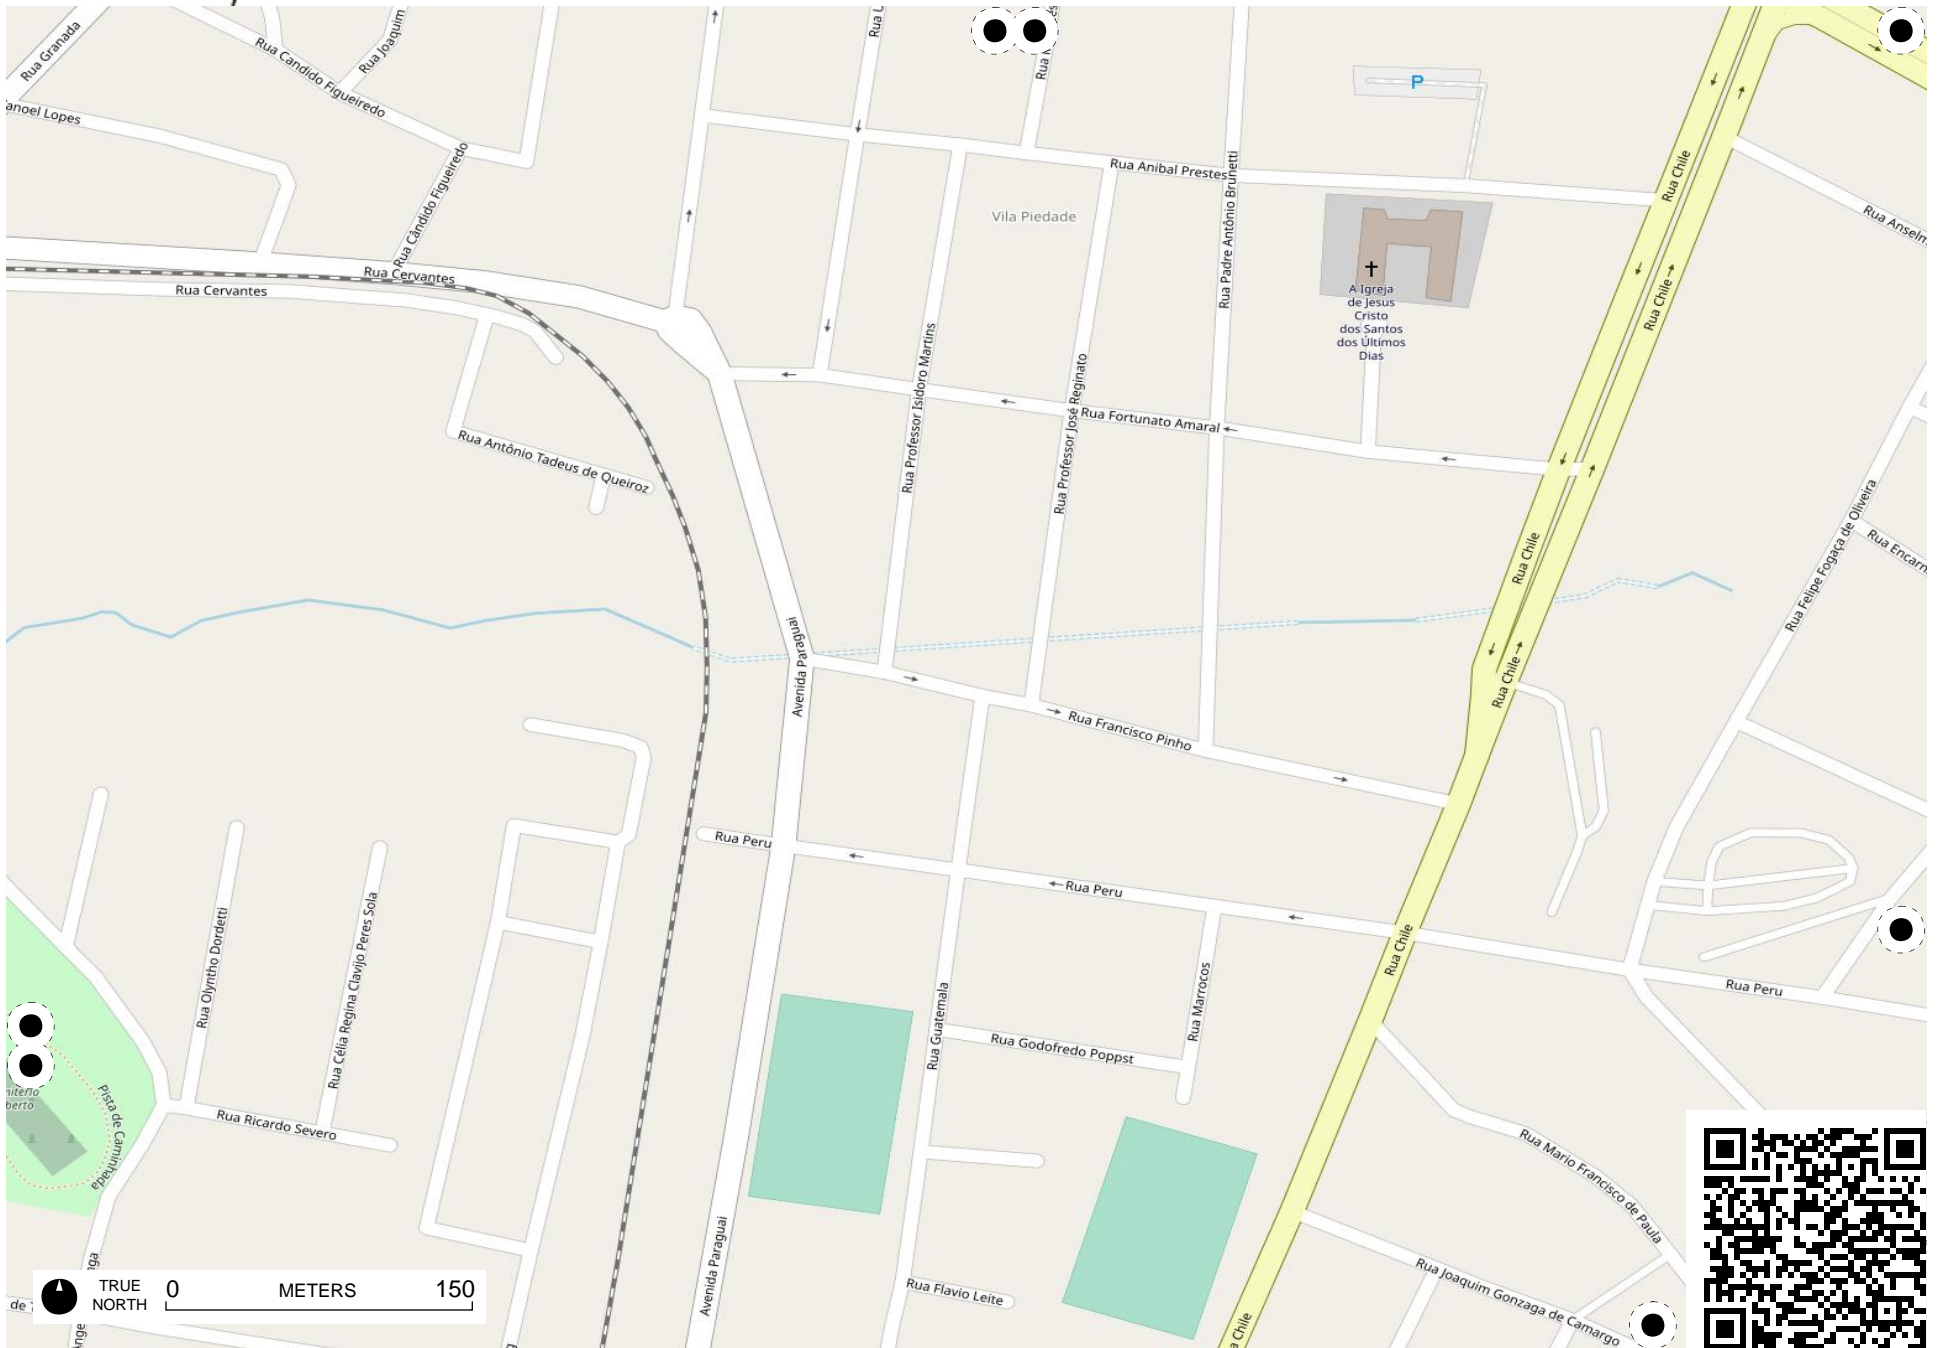 Rua Granada
Rua Candido Figueiredo
Rua Joaquim
anoel Lopes
Rua Cândido Figueiredo
Rua Anibal Prestes
Rua Padre Antônio Brunetti
P
Rua Chile
Rua Anselm
Vila Piedade
Rua Cervantes
Rua Cervantes
A Igreja
de Jesus
Cristo
dos Santos
dos Últimos
Dias
Rua Chile
Rua Professor Isidoro Martins
Rua Professor José Reginato
Rua Fortunato Amaral
Rua Antônio Tadeus de Queiroz
Rua Felipe Fogaça de Oliveira
Rua Encarn
Rua Chile
Avenida Paraguai
Rua Chile
Rua Francisco Pinho
Rua Peru
Rua Peru
Rua Chile
Rua Peru
Rua Olyntho Dordetti
Rua Célia Regina Clavijo Peres Sola
Rua Guatemala
Rua Marrocos
Rua Godofredo Poppst
Pista de Caminhada
berto
Rua Ricardo Severo
Rua Mario Francisco de Paula
Avenida Paraguai
Rua Flavio Leite
Rua Joaquim Gonzaga de Camargo
a Chile
TRUE
NORTH
0 METERS 150